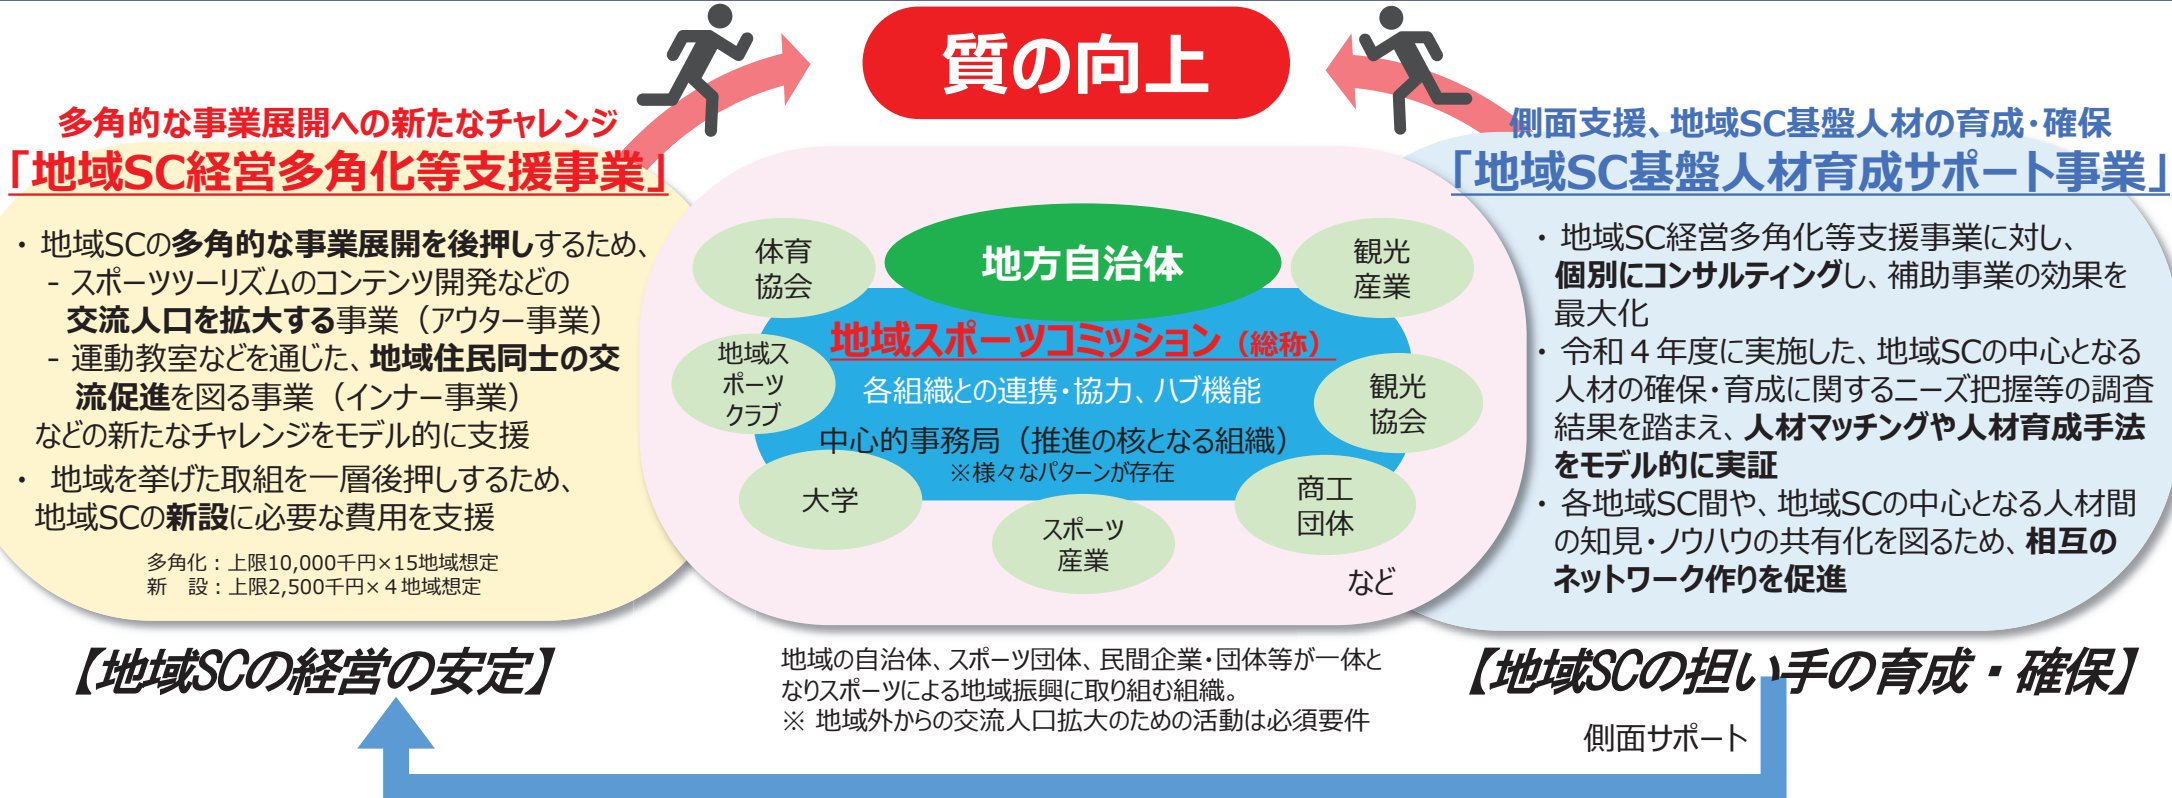 質の向上
多角的な事業展開への新たなチャレンジ
「地域SC経営多角化等支援事業」
・ 地域SCの多角的な事業展開を後押しするため、
- スポーツツーリズムのコンテンツ開発などの
交流人口を拡大する事業（アウター事業）
- 運動教室などを通じた、地域住民同士の交
流促進を図る事業（インナー事業）
などの新たなチャレンジをモデル的に支援
・ 地域を挙げた取組を一層後押しするため、
地域SCの新設に必要な費用を支援
多角化：上限10,000千円×15地域想定
新　設：上限2,500千円×４地域想定
【地域SCの経営の安定】
地方自治体
体育
協会
観光
産業
地域スポーツコミッション（総称）
各組織との連携・協力、ハブ機能
中心的事務局（推進の核となる組織）
※様々なパターンが存在
地域ス
ポーツ
クラブ
観光
協会
大学
商工
団体
スポーツ
産業
など
地域の自治体、スポーツ団体、民間企業・団体等が一体と
なりスポーツによる地域振興に取り組む組織。
※ 地域外からの交流人口拡大のための活動は必須要件
側面支援、地域SC基盤人材の育成・確保
「地域SC基盤人材育成サポート事業」
・ 地域SC経営多角化等支援事業に対し、
個別にコンサルティングし、補助事業の効果を
最大化
・ 令和４年度に実施した、地域SCの中心となる
人材の確保・育成に関するニーズ把握等の調査
結果を踏まえ、人材マッチングや人材育成手法
をモデル的に実証
・ 各地域SC間や、地域SCの中心となる人材間
の知見・ノウハウの共有化を図るため、相互の
ネットワーク作りを促進
【地域SCの担い手の育成・確保】
側面サポート